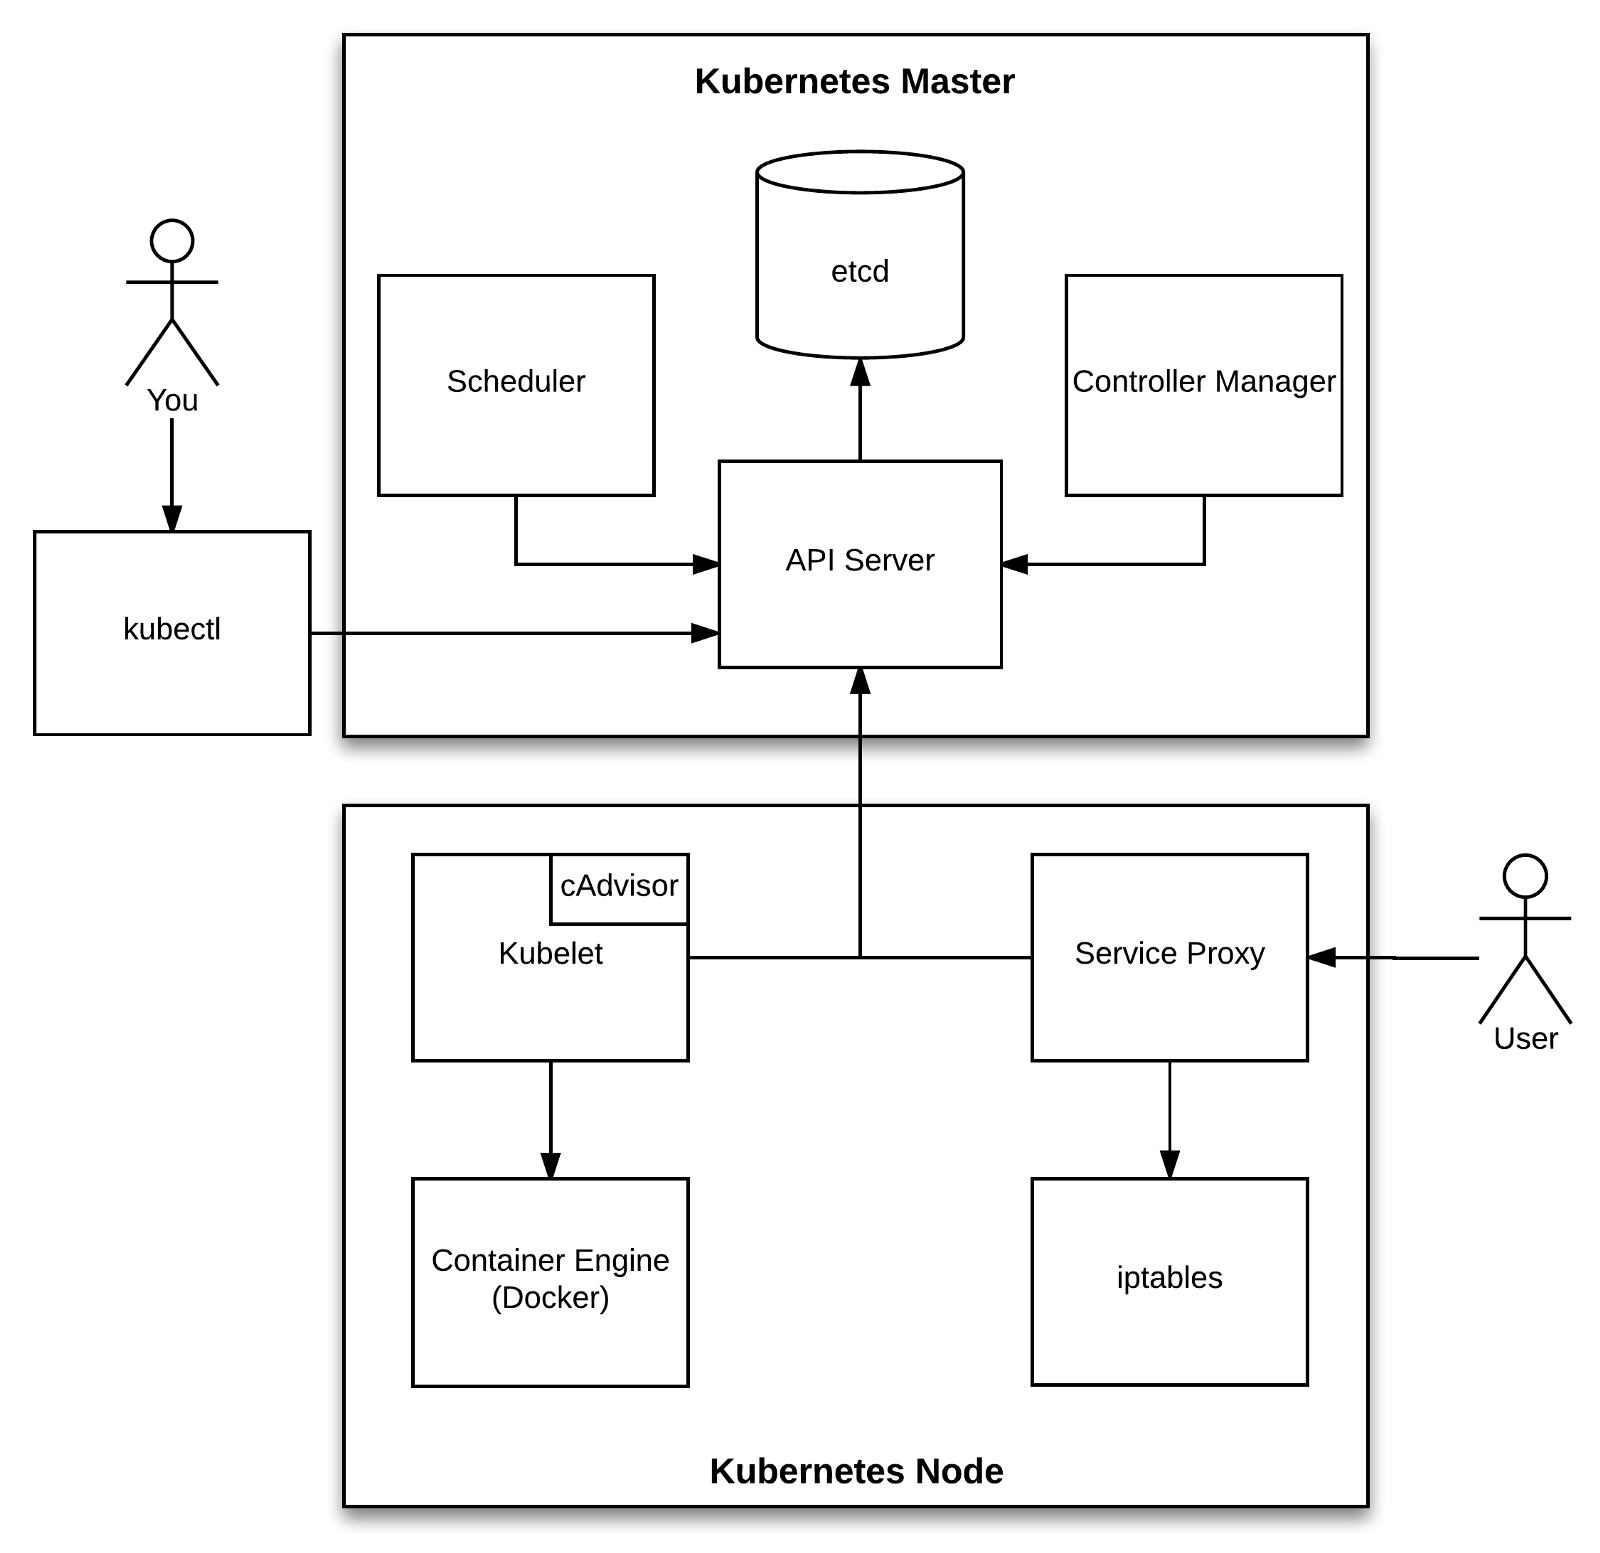 Kubernetes Master
etcd
Scheduler
Controller Manager
You
API Server
kubectl
cAdvisor
Kubelet
Service Proxy
User
Container Engine
(Docker)
iptables
Kubernetes Node